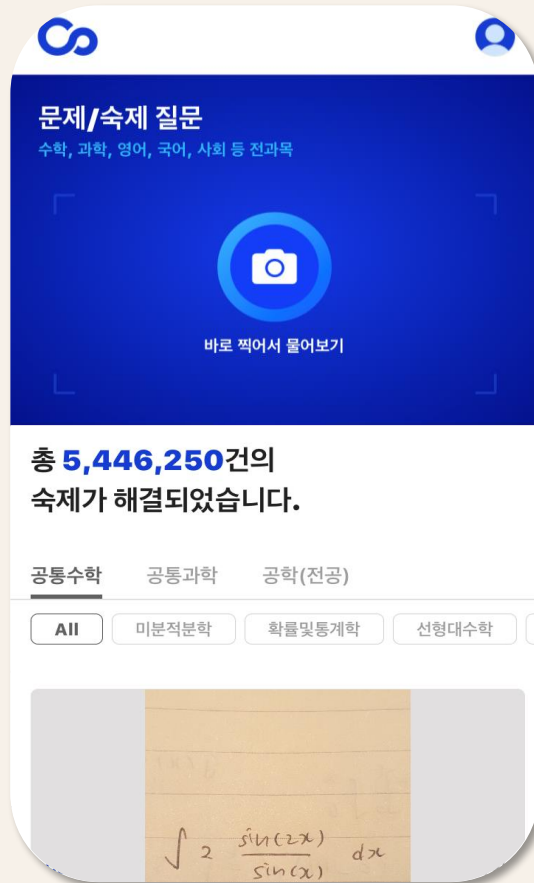 문제/숙제 질문
수학, 과학, 영어, 국어, 사회 등 전과목
바로 찍어서 물어보기
총 5,446,250건의
숙제가 해결되었습니다.
공통수학 공통과학 공학(전공)
All 미분적분학 확률및통계학 선형대수학
∫ 2 sin(2x)/sin(x) dx